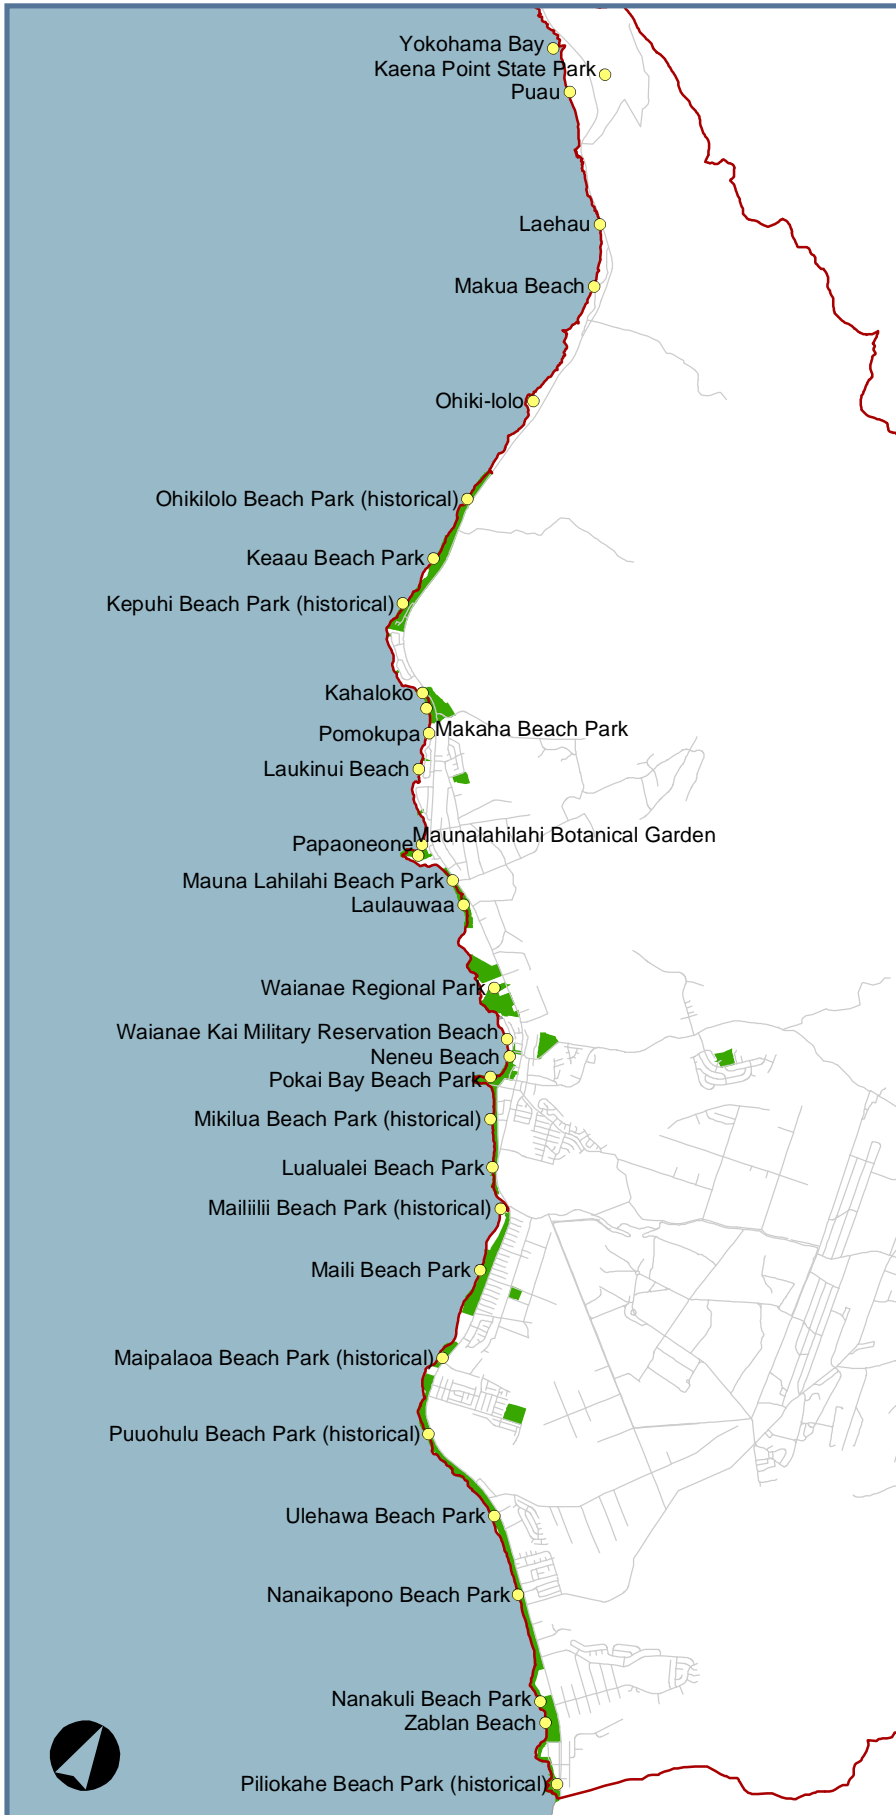 Yokohama Bay
Kaena Point State Park
Puau
Laehau
Makua Beach
Ohiki-lolo
Ohikilolo Beach Park (historical)
Keaau Beach Park
Kepuhi Beach Park (historical)
Kahaloko
Makaha Beach Park
Pomokupa
Laukinui Beach
Maunalahilahi Botanical Garden
Papaoneone
Mauna Lahilahi Beach Park
Laulauwaa
Waianae Regional Park
Waianae Kai Military Reservation Beach
Neneu Beach
Pokai Bay Beach Park
Mikilua Beach Park (historical)
Lualualei Beach Park
Mailiilii Beach Park (historical)
Maili Beach Park
Maipalaoa Beach Park (historical)
Puuohulu Beach Park (historical)
Ulehawa Beach Park
Nanaikapono Beach Park
Nanakuli Beach Park
Zablan Beach
Piliokahe Beach Park (historical)